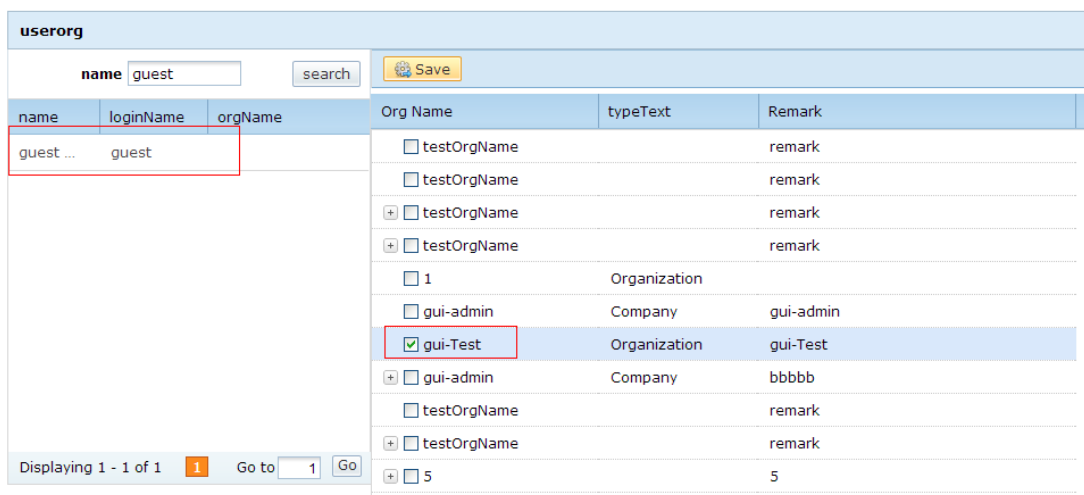 userorg
name guest search
name loginName orgName
guest ... guest
Displaying 1 - 1 of 1 1 Go to 1 Go
Save
Org Name typeText Remark
testOrgName remark
testOrgName remark
+ testOrgName remark
+ testOrgName remark
1 Organization
gui-admin Company gui-admin
gui-Test Organization gui-Test
+ gui-admin Company bbbbb
testOrgName remark
+ testOrgName remark
+ 5 5